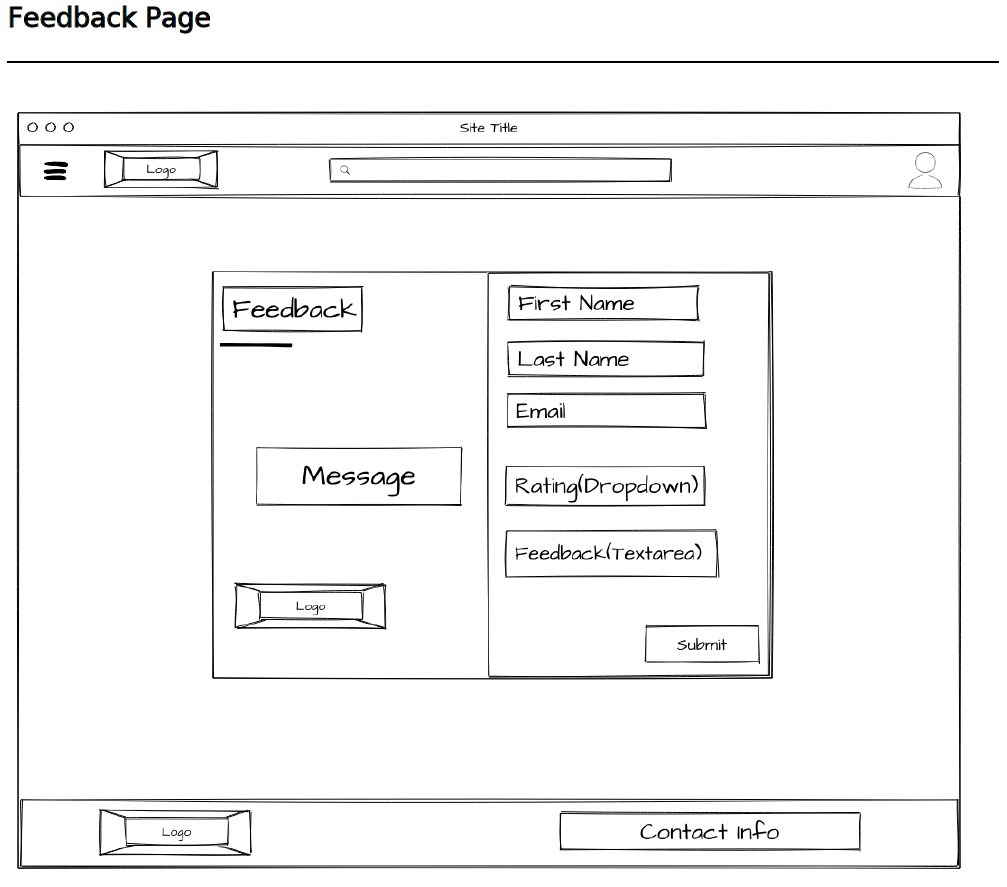 Feedback Page
Site Title
Logo
Feedback
Message
Logo
First Name
Last Name
Email
Rating(Dropdown)
Feedback(Textarea)
Submit
Logo
Contact Info